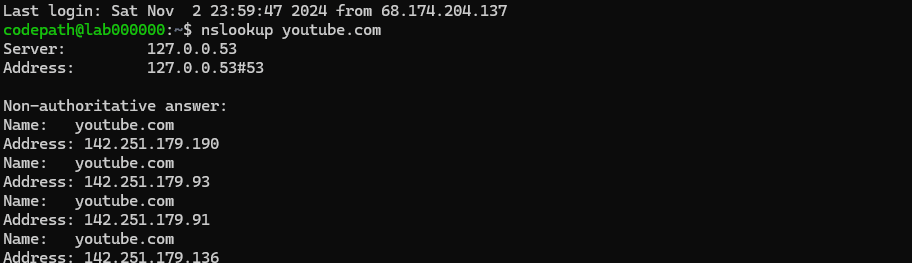 Last login: Sat Nov  2 23:59:47 2024 from 68.174.204.137
codepath@lab000000:~$ nslookup youtube.com
Server:         127.0.0.53
Address:        127.0.0.53#53

Non-authoritative answer:
Name:   youtube.com
Address: 142.251.179.190
Name:   youtube.com
Address: 142.251.179.93
Name:   youtube.com
Address: 142.251.179.91
Name:   youtube.com
Address: 142.251.179.136